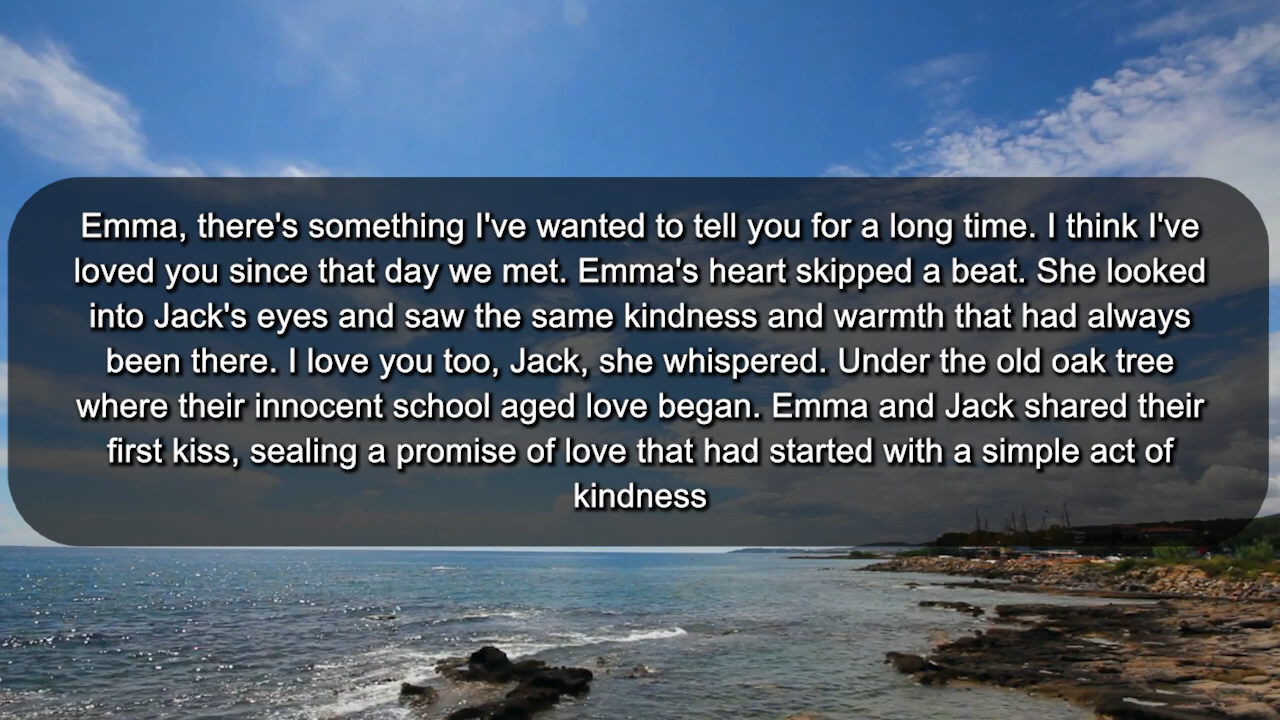 Emma, there's something I've wanted to tell you for a long time. I think I've
loved you since that day we met. Emma's heart skipped a beat. She looked
into Jack's eyes and saw the same kindness and warmth that had always
been there. I love you too, Jack, she whispered. Under the old oak tree
where their innocent school aged love began. Emma and Jack shared their
first kiss, sealing a promise of love that had started with a simple act of
kindness